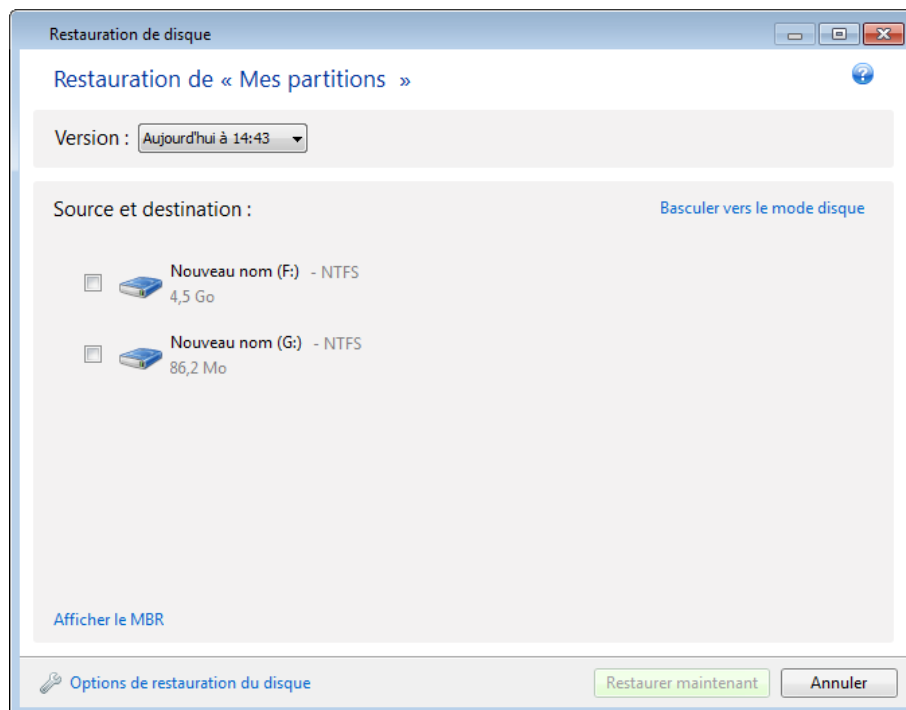 Restauration de disque
Restauration de « Mes partitions »
?
Version : Aujourd'hui à 14:43
Source et destination :
Basculer vers le mode disque
Nouveau nom (F:) - NTFS
4,5 Go
Nouveau nom (G:) - NTFS
86,2 Mo
Afficher le MBR
Options de restauration du disque
Restaurer maintenant
Annuler